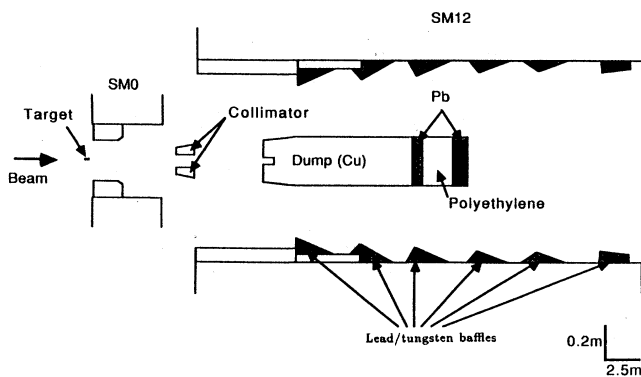 SM12
SM0
Pb
Target
Collimator
Dump (Cu)
Beam
Polyethylene
Lead/tungsten baffles
0.2m
2.5m